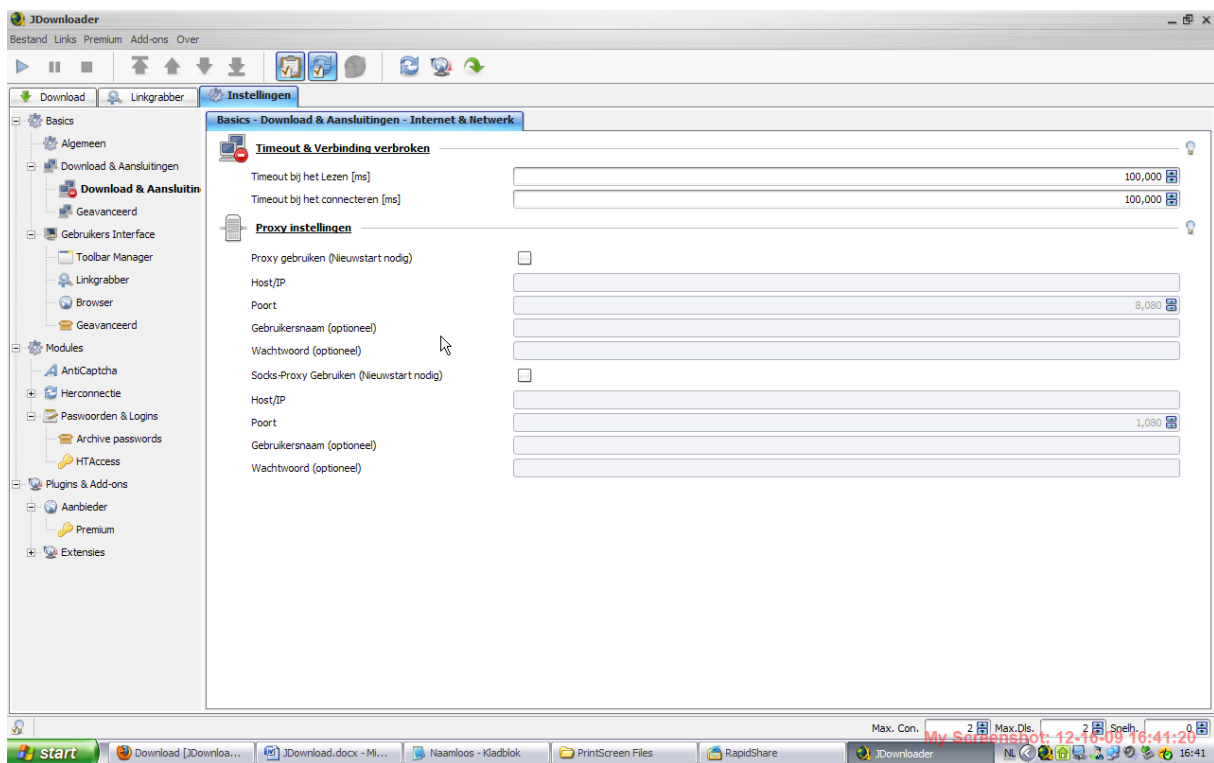 JDownloader
Bestand Links Premium Add-ons Over
Download Linkgrabber Instellingen
Basics
Algemeen
Download & Aansluitingen
Download & Aansluitin
Geavanceerd
Gebruikers Interface
Toolbar Manager
Linkgrabber
Browser
Geavanceerd
Modules
AntiCaptcha
Herconnectie
Paswoorden & Logins
Archive passwords
HTAccess
Plugins & Add-ons
Aanbieder
Premium
Extensies
Basics - Download & Aansluitingen - Internet & Netwerk
Timeout & Verbinding verbroken
Timeout bij het Lezen [ms] 100,000
Timeout bij het connecteren [ms] 100,000
Proxy instellingen
Proxy gebruiken (Nieuwstart nodig)
Host/IP
Poort 8,080
Gebruikersnaam (optioneel)
Wachtwoord (optioneel)
Socks-Proxy Gebruiken (Nieuwstart nodig)
Host/IP
Poort 1,080
Gebruikersnaam (optioneel)
Wachtwoord (optioneel)
Max. Con. 2 Max.Dls. 2 Snelh. 0
My Screenshot: 12-16-09 16:41:20
start Download [JDownloa... JDownload.docx - Mi... Naamloos - Kladblok PrintScreen Files RapidShare JDownloader NL 16:41